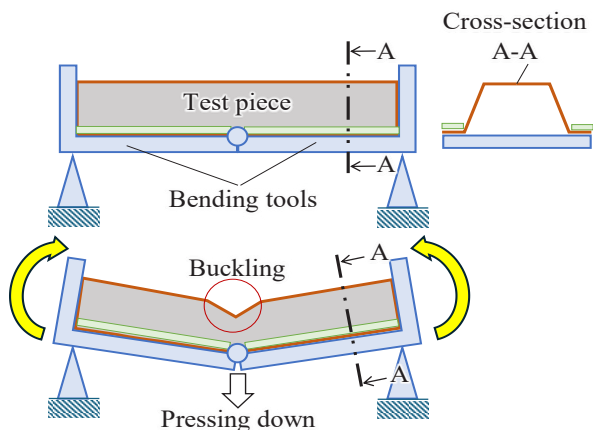 Cross-section
A-A
A
Test piece
A
Bending tools
A
Buckling
A
Pressing down